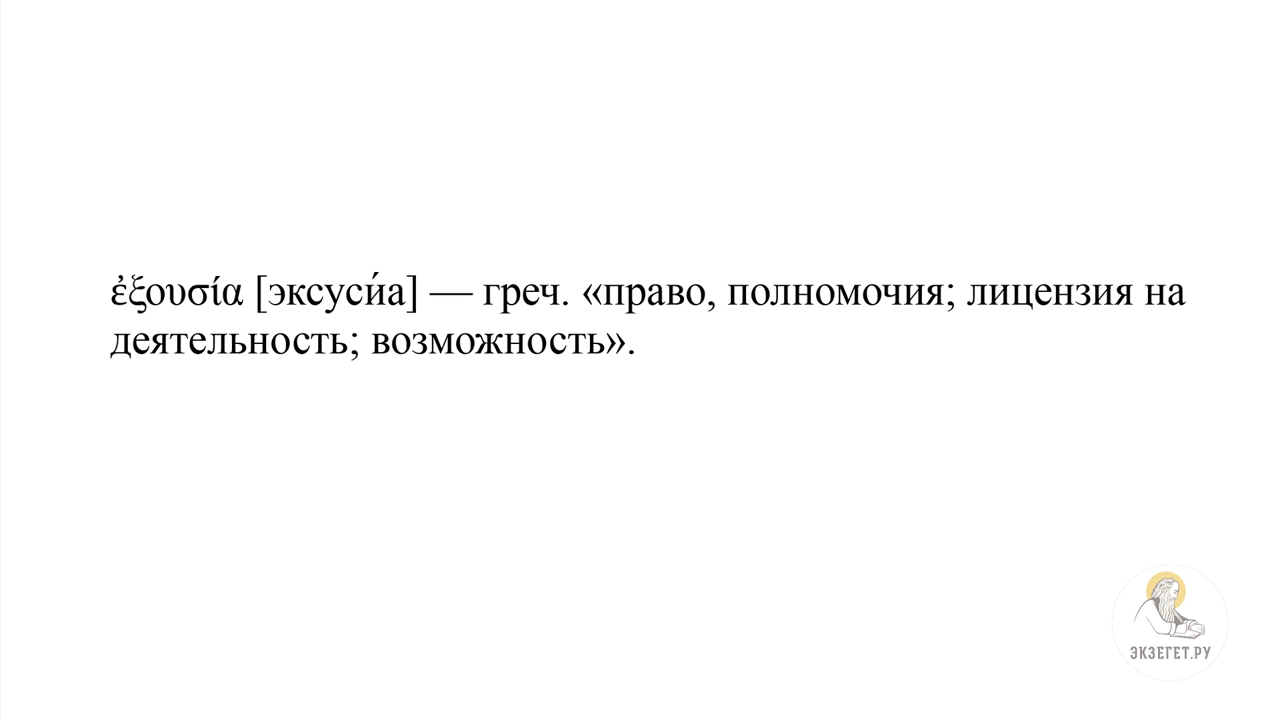 ἐξουσία [эксуси́а] — греч. «право, полномочия; лицензия на
деятельность; возможность».
ЭКЗЕГЕТ.РУ